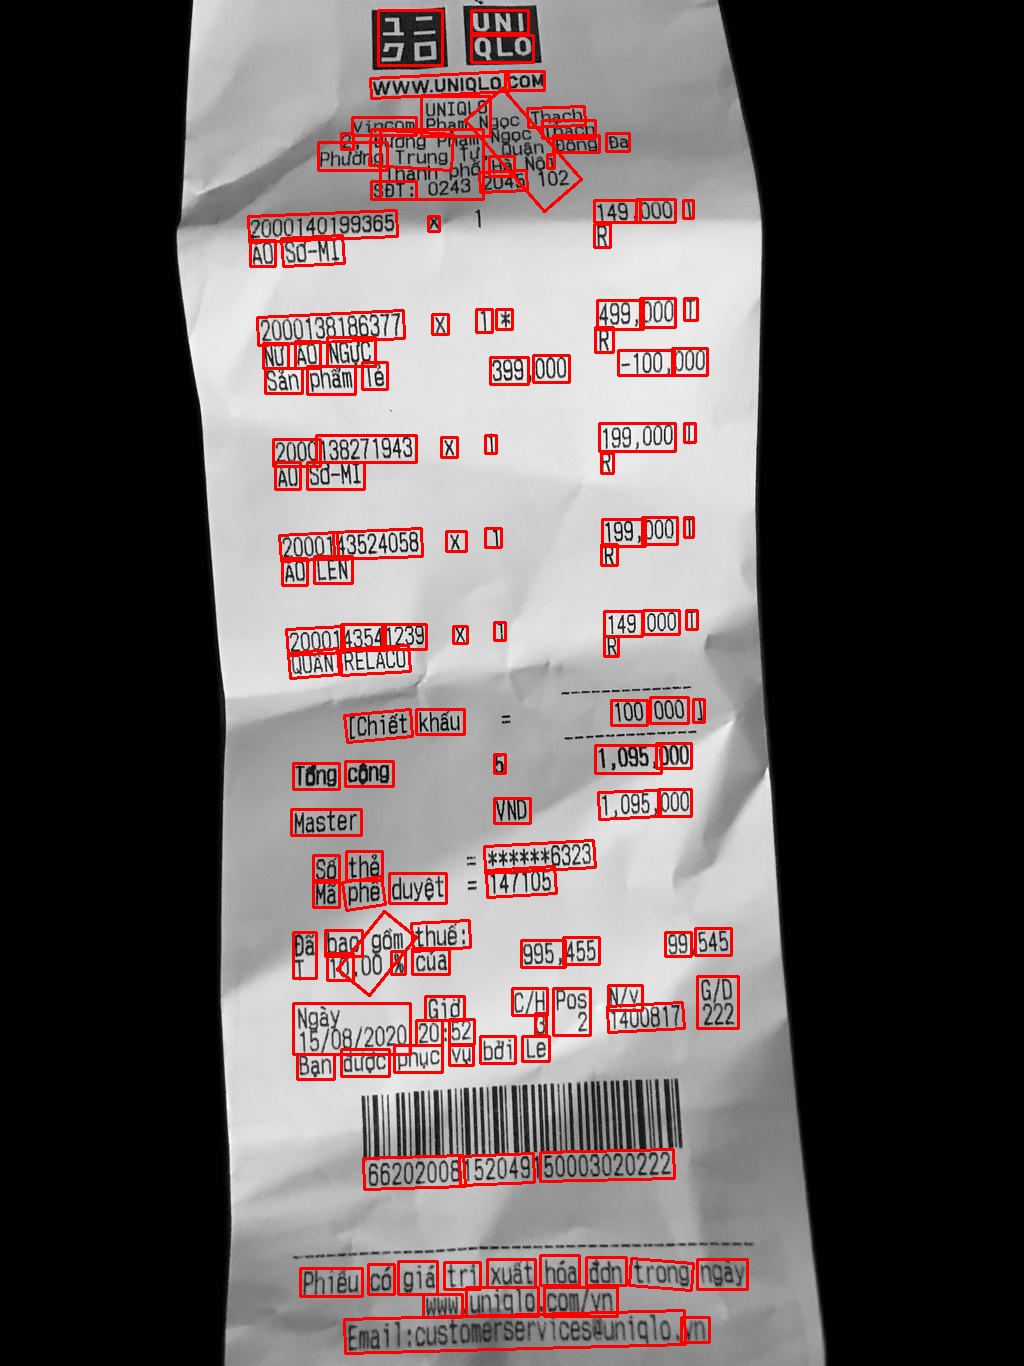 ユニ UNI
クロ QLO
WWW.UNIQLO.COM
UNIQLO
Vincom Phạm Ngọc Thạch
2, Đường Phạm Ngọc Thạch
Phường Trung Tự, Quận Đống Đa
Thành phố Hà Nội
SĐT: 0243 2045 102
2000140199365 x 1 149,000 T
ÁO SƠ-MI R
2000138186377 x 1 * 499,000 T
NỮ ÁO NGỰC R
Sản phẩm lẻ 399,000 -100,000
2000138271943 x 1 199,000 T
ÁO SƠ-MI R
2000143524058 x 1 199,000 T
ÁO LEN R
2000143541239 x 1 149,000 T
QUẦN RELACO R
[Chiết khấu = 100,000 ]
Tổng cộng 5 1,095,000
Master VND 1,095,000
Số thẻ = ******6323
Mã phê duyệt = 147105
Đã bao gồm thuế:
T 10.00 % của 995,455 99,545
Ngày Giờ C/H Pos N/v G/D
15/08/2020 20:52 3 2 1400817 222
Bạn được phục vụ bởi Le
66202008152049150003020222
Phiếu có giá trị xuất hóa đơn trong ngày
www.uniqlo.com/vn
Email:customerservices@uniqlo.vn